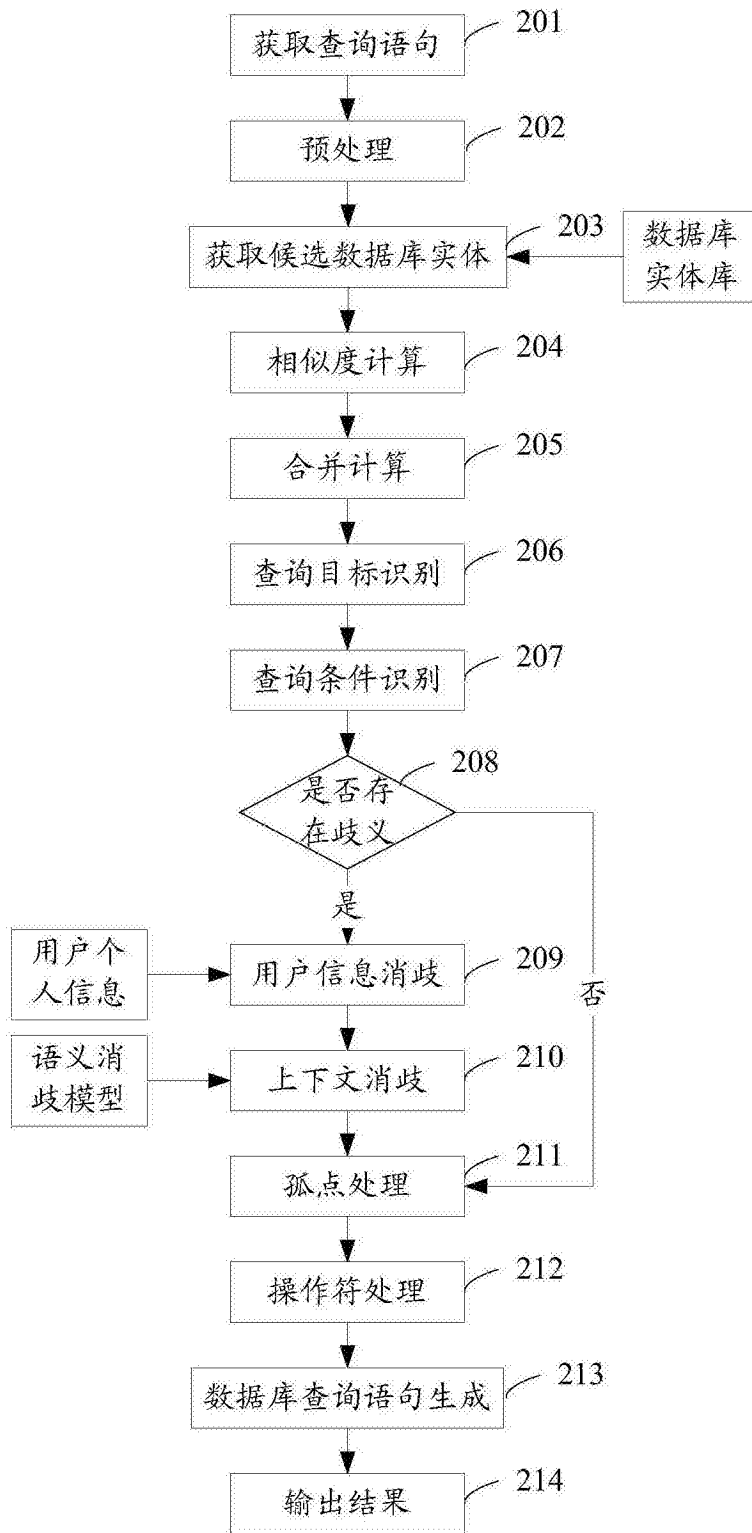 获取查询语句
201
预处理
202
获取候选数据库实体
203
数据库
实体库
相似度计算
204
合并计算
205
查询目标识别
206
查询条件识别
207
是否存
在歧义
208
是
否
用户个
人信息
用户信息消歧
209
语义消
歧模型
上下文消歧
210
孤点处理
211
操作符处理
212
数据库查询语句生成
213
输出结果
214